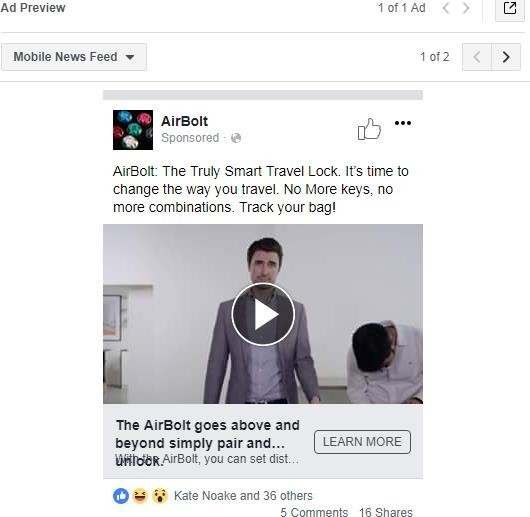 Ad Preview
1 of 1 Ad
Mobile News Feed
1 of 2
AirBolt
Sponsored ·
AirBolt: The Truly Smart Travel Lock. It's time to
change the way you travel. No More keys, no
more combinations. Track your bag!
The AirBolt goes above and
beyond simply pair and...
unlock.
With the AirBolt, you can set dist...
LEARN MORE
Kate Noake and 36 others
5 Comments 16 Shares